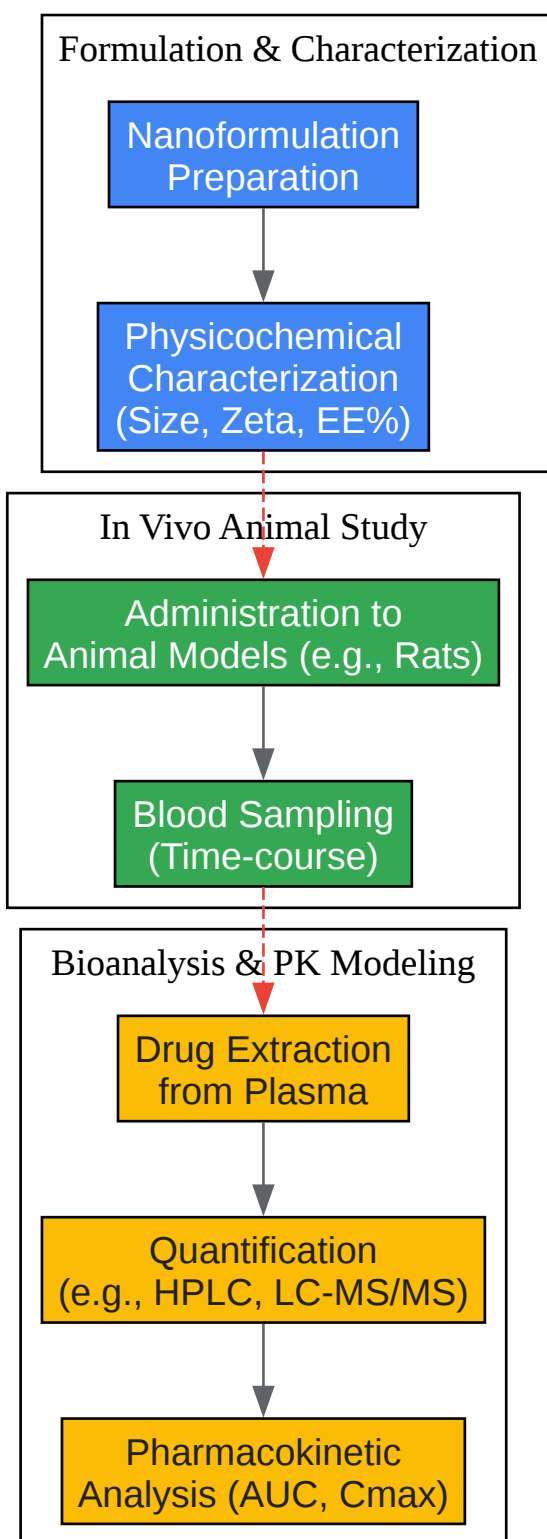 Formulation & Characterization
Nanoformulation
Preparation
Physicochemical
Characterization
(Size, Zeta, EE%)
In Vivo Animal Study
Administration to
Animal Models (e.g., Rats)
Blood Sampling
(Time-course)
Bioanalysis & PK Modeling
Drug Extraction
from Plasma
Quantification
(e.g., HPLC, LC-MS/MS)
Pharmacokinetic
Analysis (AUC, Cmax)